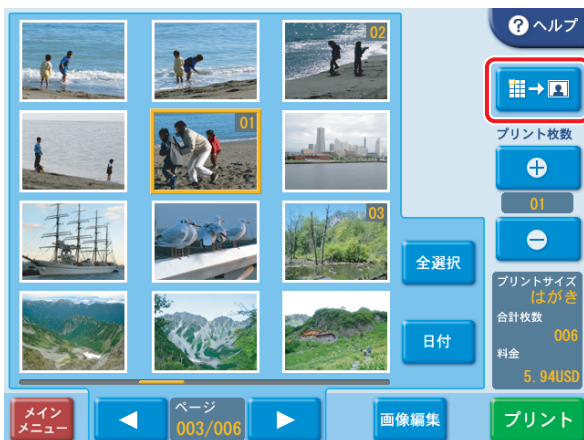 ヘルプ
02
01
03
プリント枚数
01
プリントサイズ
はがき
合計枚数
006
料金
5.94USD
全選択
日付
メイン
メニュー
ページ
003/006
画像編集
プリント